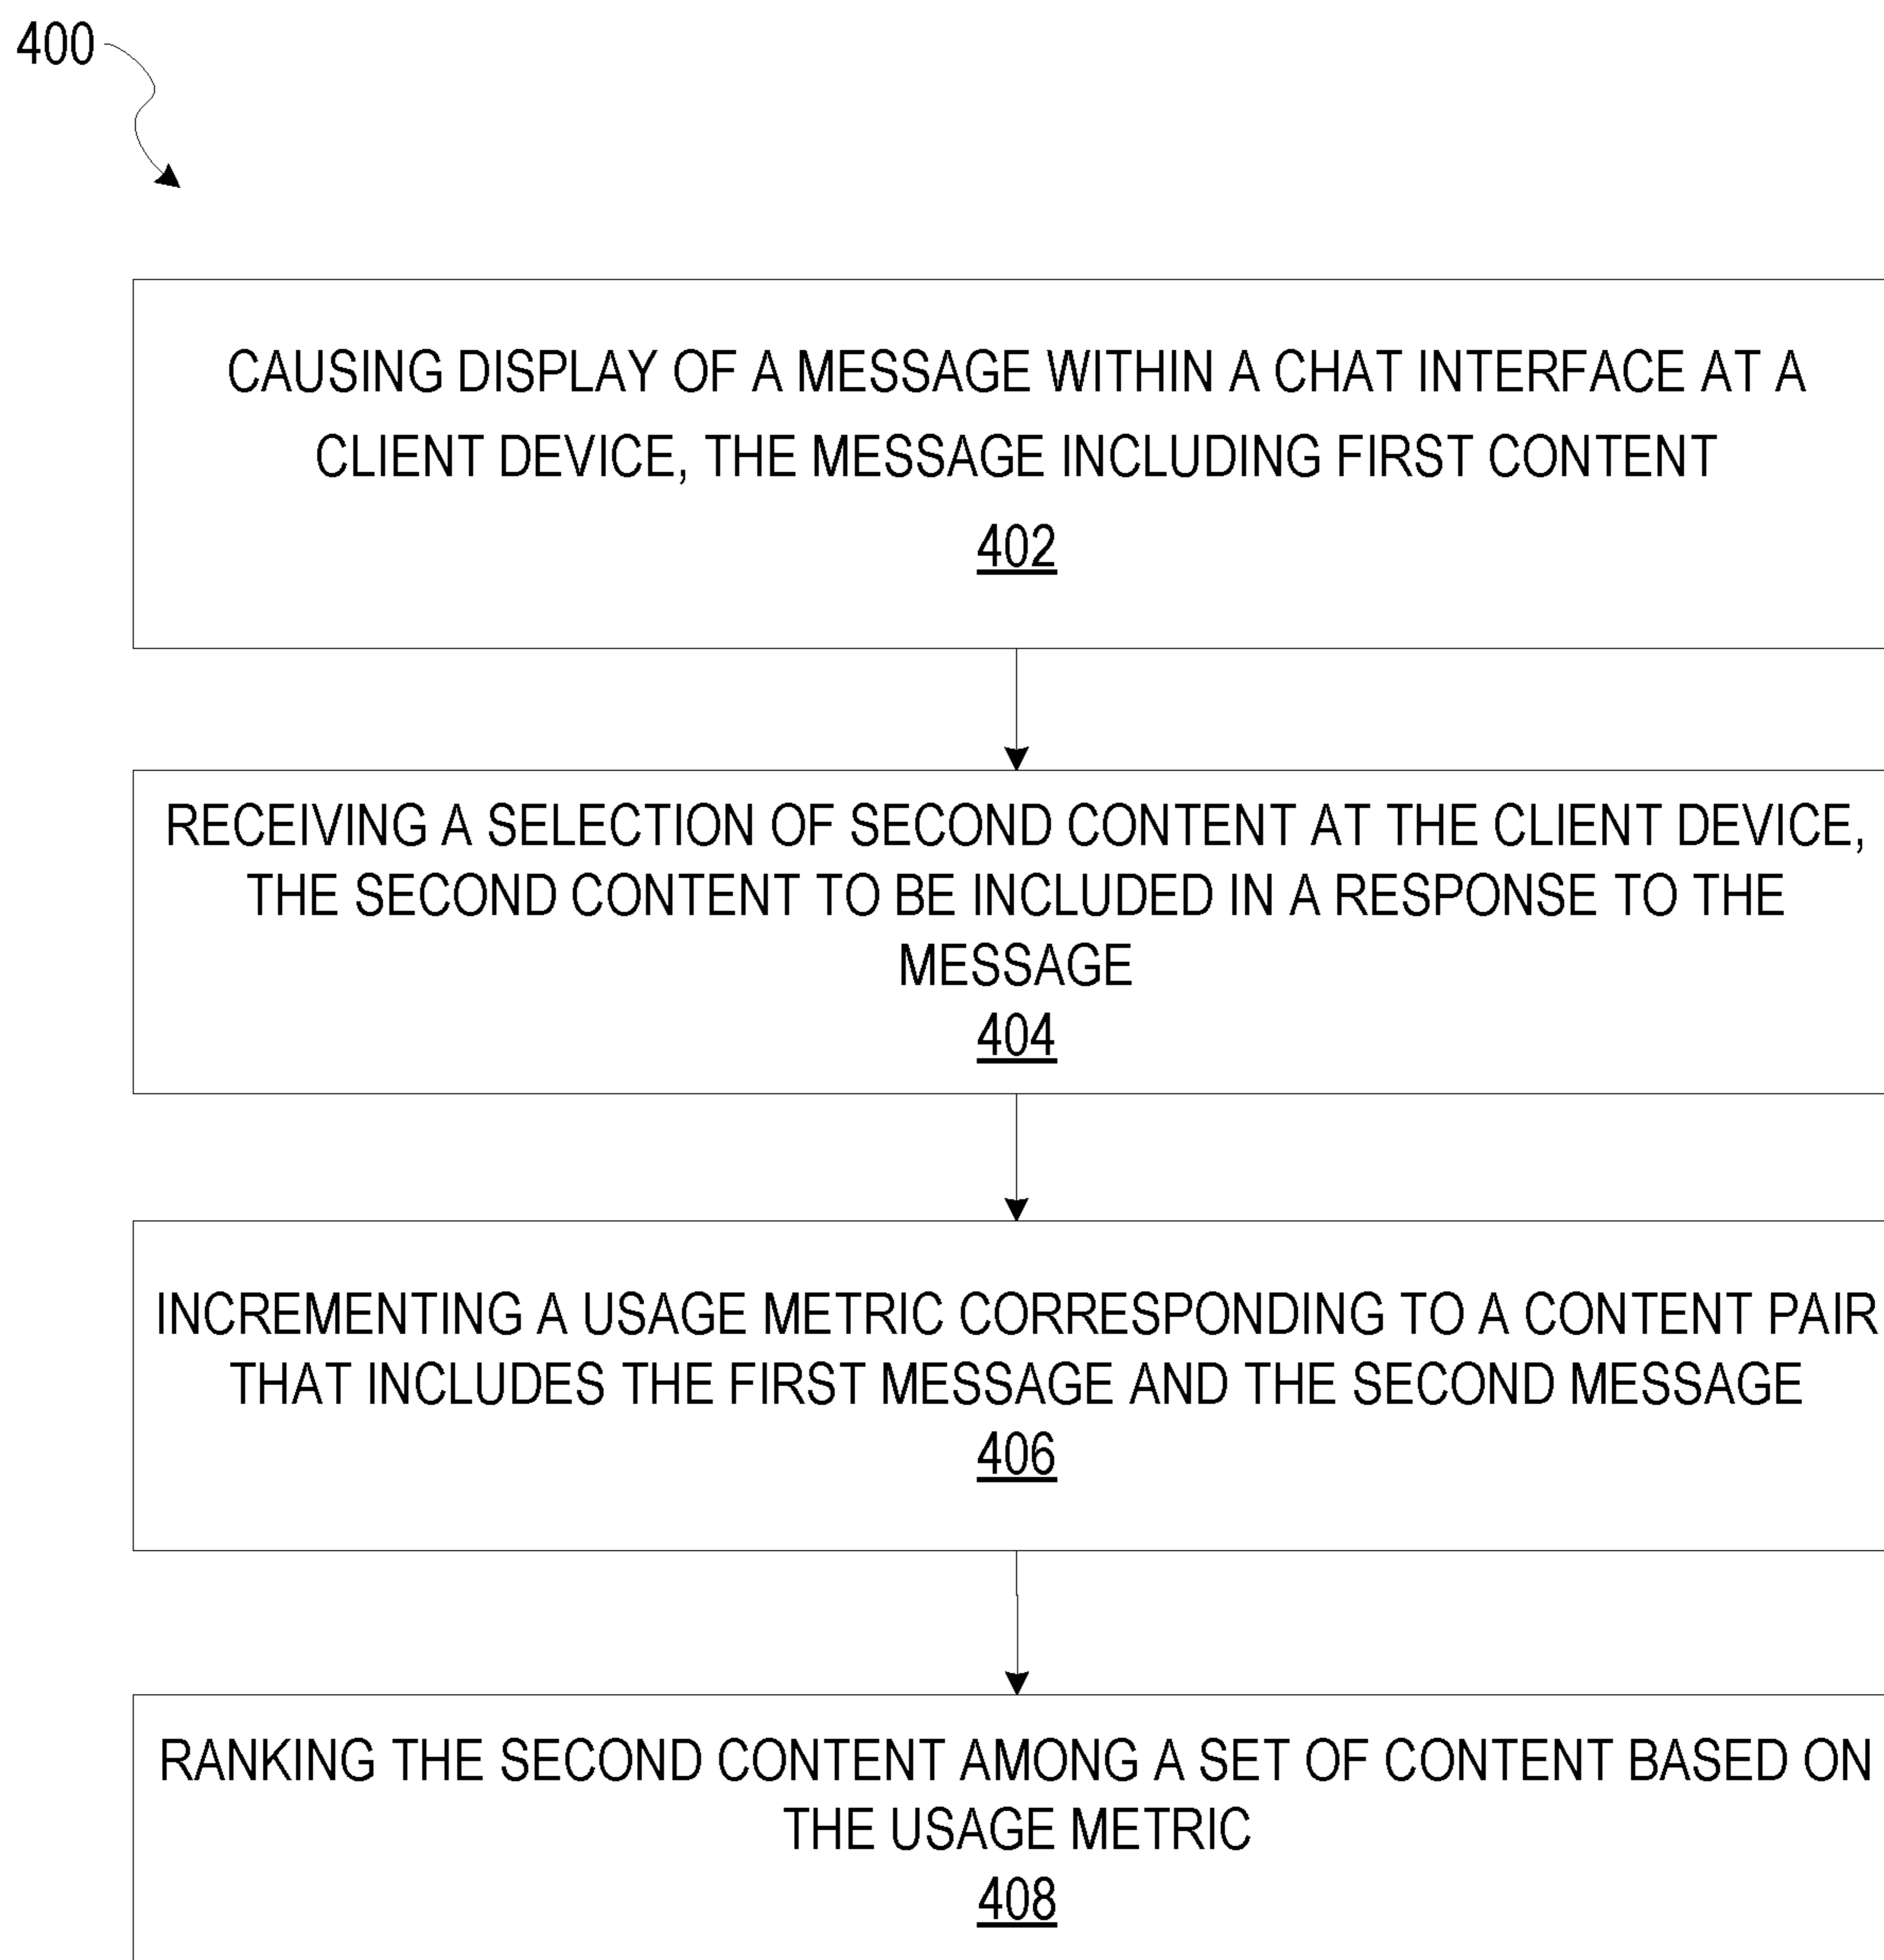 400
CAUSING DISPLAY OF A MESSAGE WITHIN A CHAT INTERFACE AT A
CLIENT DEVICE, THE MESSAGE INCLUDING FIRST CONTENT
402
RECEIVING A SELECTION OF SECOND CONTENT AT THE CLIENT DEVICE,
THE SECOND CONTENT TO BE INCLUDED IN A RESPONSE TO THE
MESSAGE
404
INCREMENTING A USAGE METRIC CORRESPONDING TO A CONTENT PAIR
THAT INCLUDES THE FIRST MESSAGE AND THE SECOND MESSAGE
406
RANKING THE SECOND CONTENT AMONG A SET OF CONTENT BASED ON
THE USAGE METRIC
408